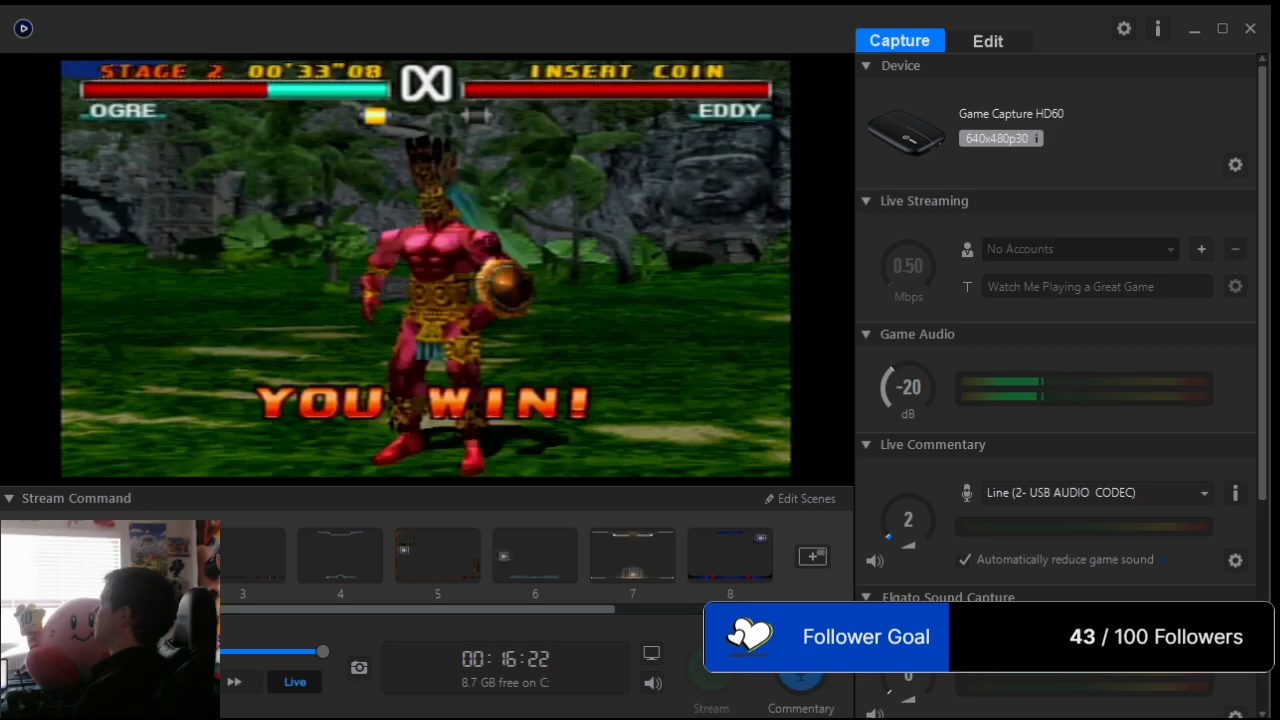 Capture
Edit
STAGE 2 00'33"08
INSERT COIN
OGRE
EDDY
YOU WIN!
Device
Game Capture HD60
640x480p30 i
Live Streaming
0.50
Mbps
No Accounts
T Watch Me Playing a Great Game
Game Audio
-20
dB
Live Commentary
Line (2- USB AUDIO CODEC)
2
Automatically reduce game sound
Elgato Sound Capture
Stream Command
Edit Scenes
3 4 5 6 7 8
Live
00:16:22
8.7 GB free on C:
Stream
Commentary
Follower Goal
43 / 100 Followers